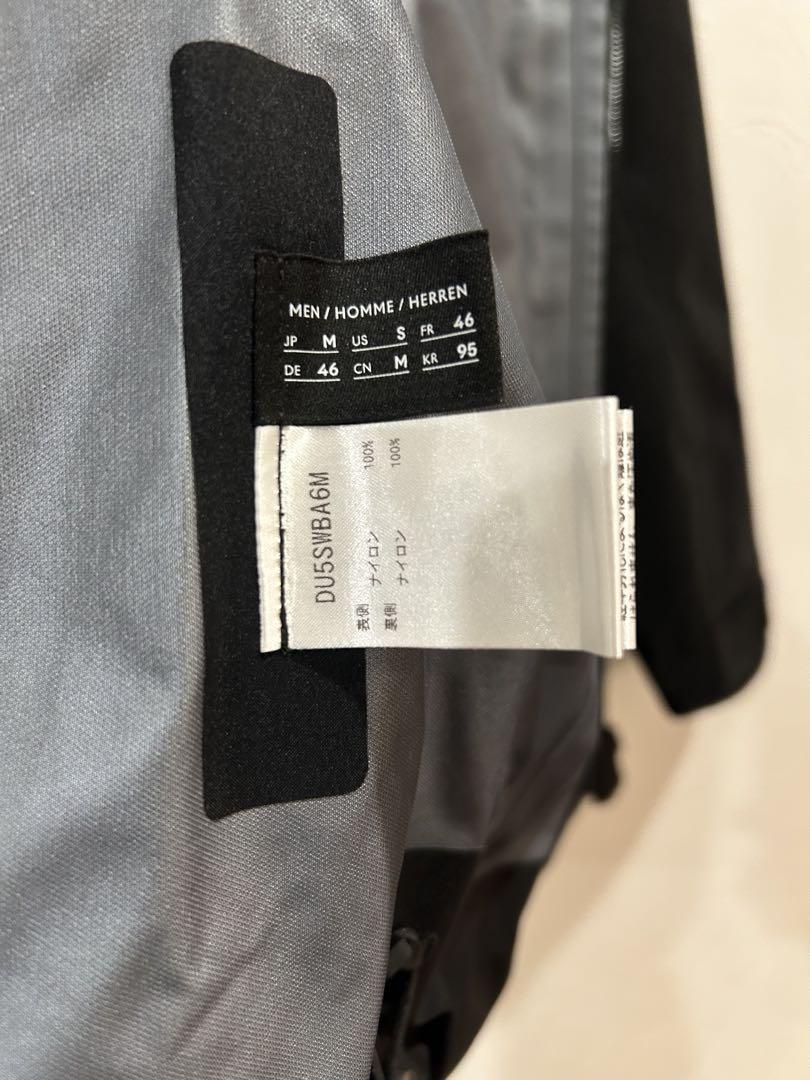 MEN / HOMME / HERREN
JP M US S FR 46
DE 46 CN M KR 95
DU5SWBA6M
表側 ナイロン 100%
裏側 ナイロン 100%